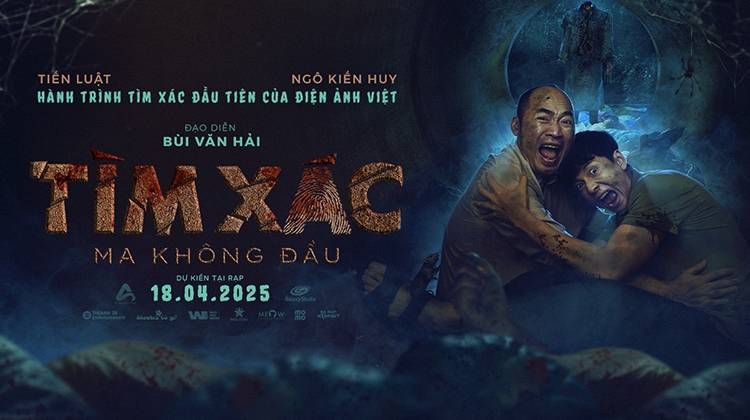 TIẾN LUẬT
NGÔ KIẾN HUY
HÀNH TRÌNH TÌM XÁC ĐẦU TIÊN CỦA ĐIỆN ẢNH VIỆT
ĐẠO DIỄN
BÙI VĂN HẢI
TÌM XÁC
MA KHÔNG ĐẦU
DỰ KIẾN TẠI RẠP
18.04.2025